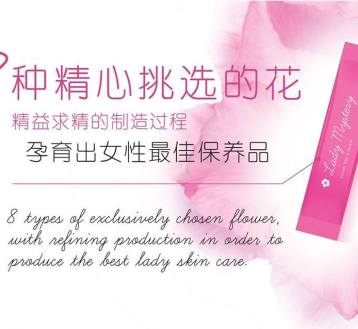 种精心挑选的花
精益求精的制造过程
孕育出女性最佳保养品
Lady Mystery
8 types of exclusively chosen flower,
with refining production in order to
produce the best lady skin care.